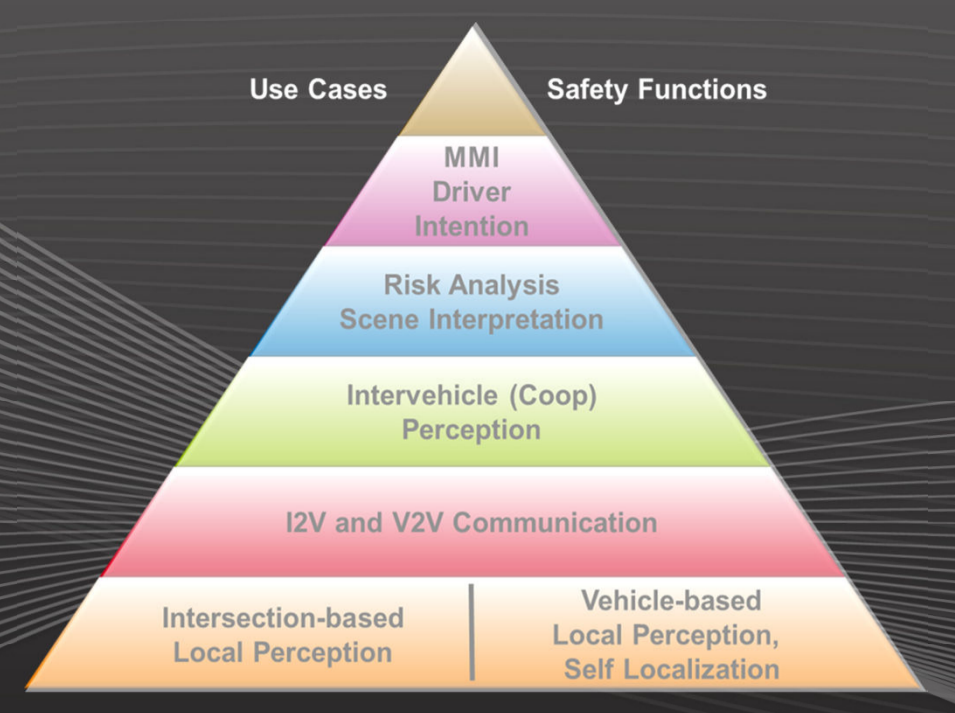 Use Cases
Safety Functions
MMI
Driver
Intention
Risk Analysis
Scene Interpretation
Intervehicle (Coop)
Perception
I2V and V2V Communication
Intersection-based
Local Perception
Vehicle-based
Local Perception,
Self Localization